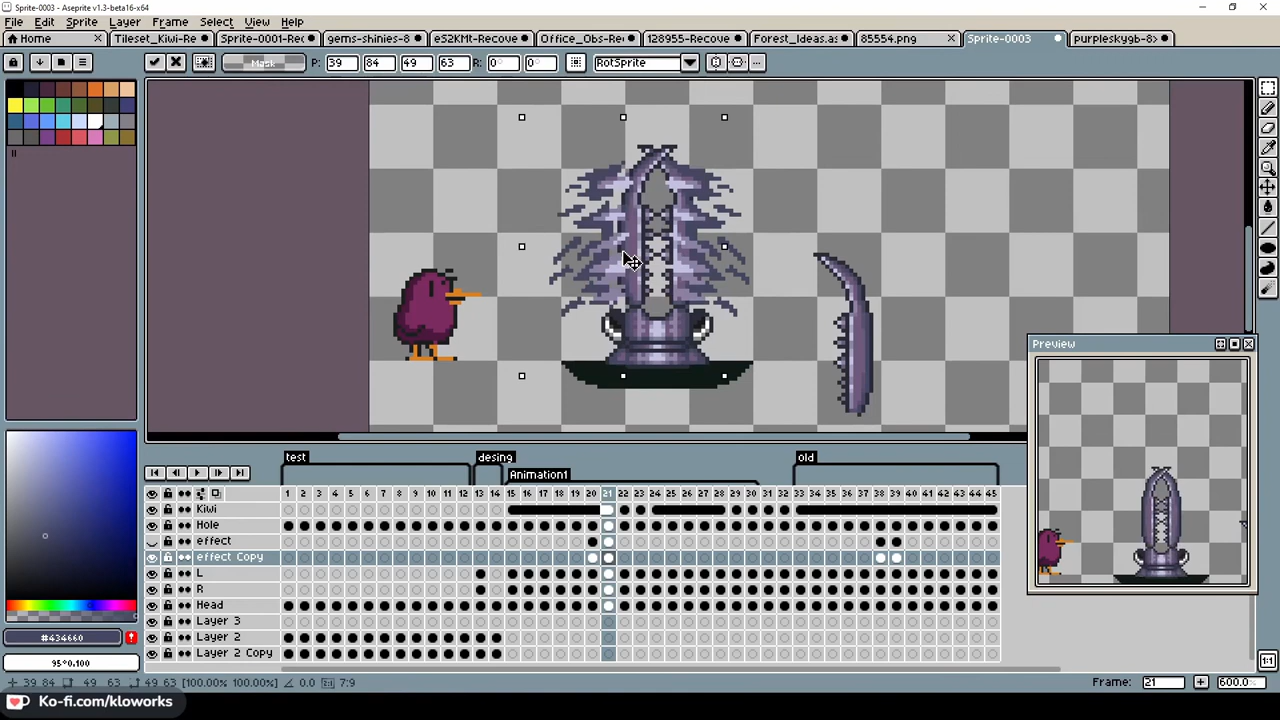 Sprite-0003 - Aseprite v1.3-beta16-x64
File Edit Sprite Layer Frame Select View Help
Home Tileset_Kiwi-Re Sprite-0001-Rec gems-shinies-8 eS2KMt-Recove Office_Obs-Rec 128955-Recove Forest_Ideas.as 85554.png Sprite-0003 purplesky9b-8>
Mask P: 39 84 49 63 R: 0° 0° RotSprite
Preview
test desing old
Animation1
1 2 3 4 5 6 7 8 9 10 11 12 13 14 15 16 17 18 19 20 21 22 23 24 25 26 27 28 29 30 31 32 33 34 35 36 37 38 39 40 41 42 43 44 45
Kiwi
Hole
effect
effect Copy
L
R
Head
Layer 3
Layer 2
Layer 2 Copy
#434660
95*0.100
39 84 49 63 [100.00% 100.00%] 0.0 7:9
Frame: 21 1:1 600.0
Ko-fi.com/kloworks